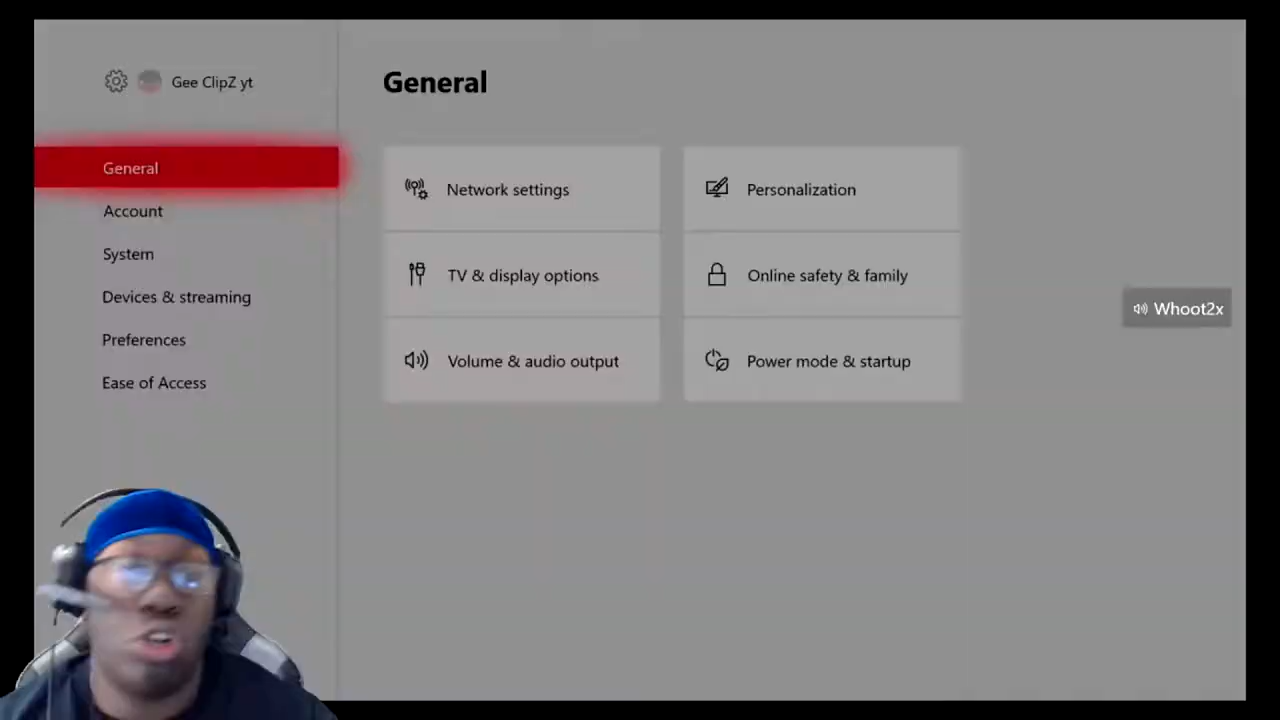 Gee ClipZ yt
General
Account
System
Devices & streaming
Preferences
Ease of Access
General
Network settings
Personalization
TV & display options
Online safety & family
Volume & audio output
Power mode & startup
Whoot2x